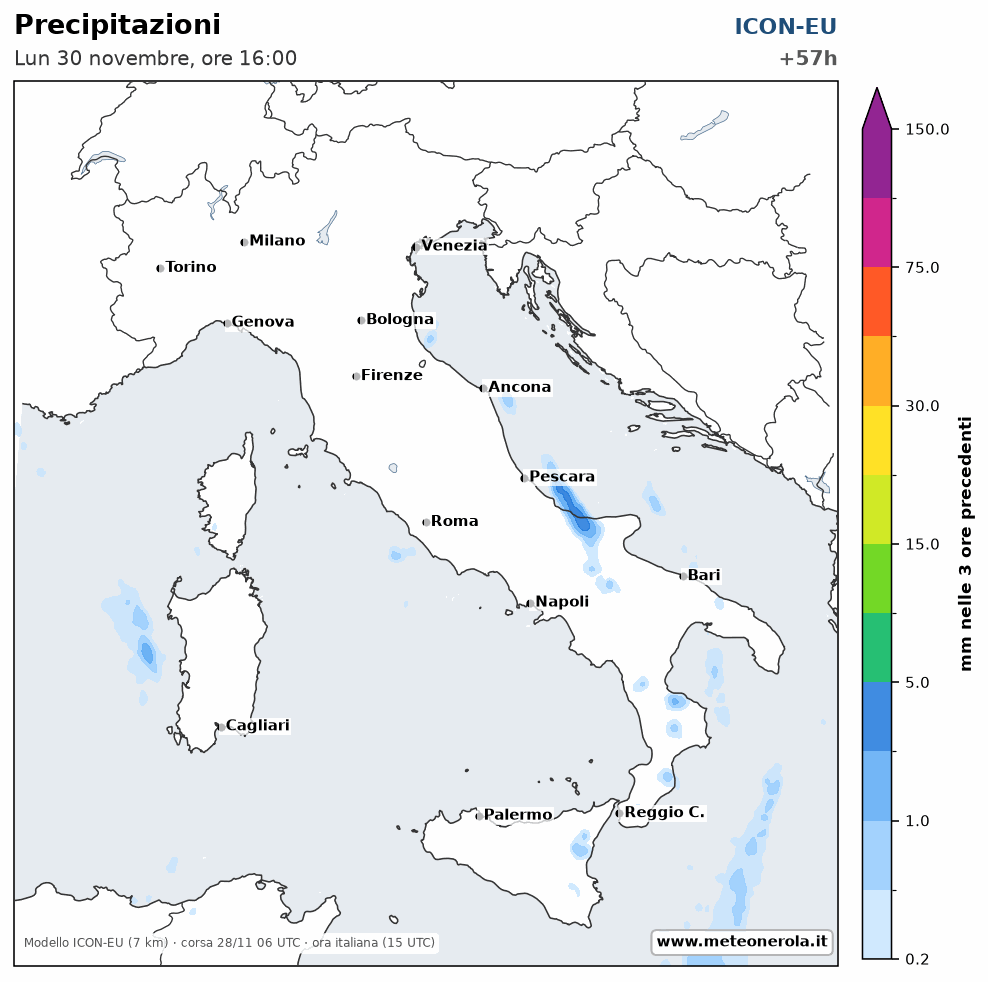 Precipitazioni
ICON-EU
Lun 30 novembre, ore 16:00
+57h
150.0
75.0
30.0
15.0
5.0
1.0
0.2
mm nelle 3 ore precedenti
Milano
Venezia
Torino
Genova
Bologna
Firenze
Ancona
Pescara
Roma
Bari
Napoli
Cagliari
Palermo
Reggio C.
Modello ICON-EU (7 km) · corsa 28/11 06 UTC · ora italiana (15 UTC)
www.meteonerola.it